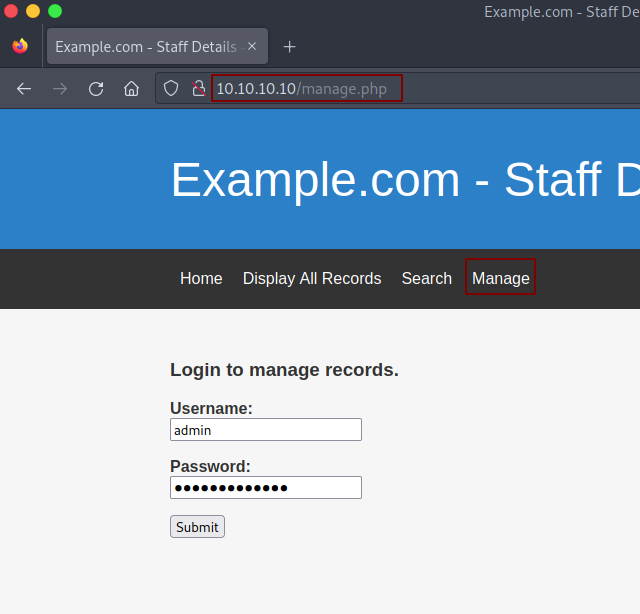 Example.com - Staff De
Example.com - Staff Details -
10.10.10.10/manage.php
Example.com - Staff D
Home Display All Records Search Manage
Login to manage records.
Username:
admin
Password:
Submit